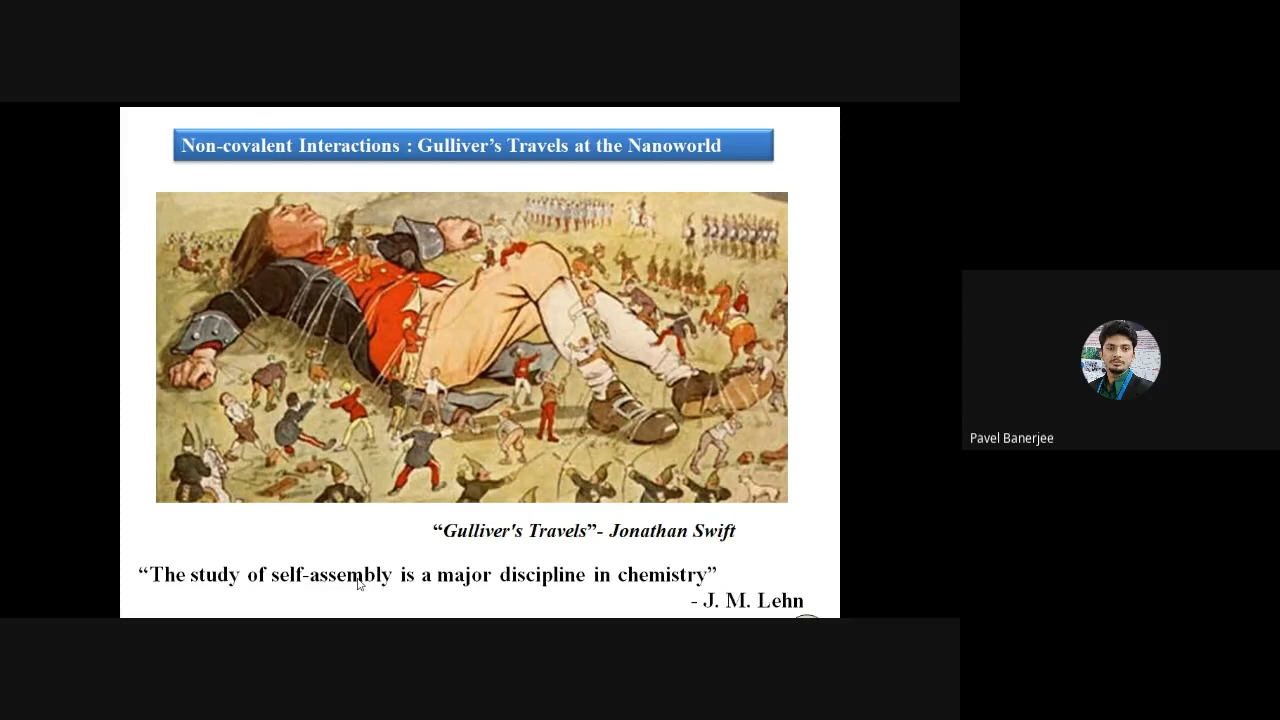 Non-covalent Interactions : Gulliver's Travels at the Nanoworld
“Gulliver's Travels”- Jonathan Swift
“The study of self-assembly is a major discipline in chemistry”
- J. M. Lehn
Pavel Banerjee